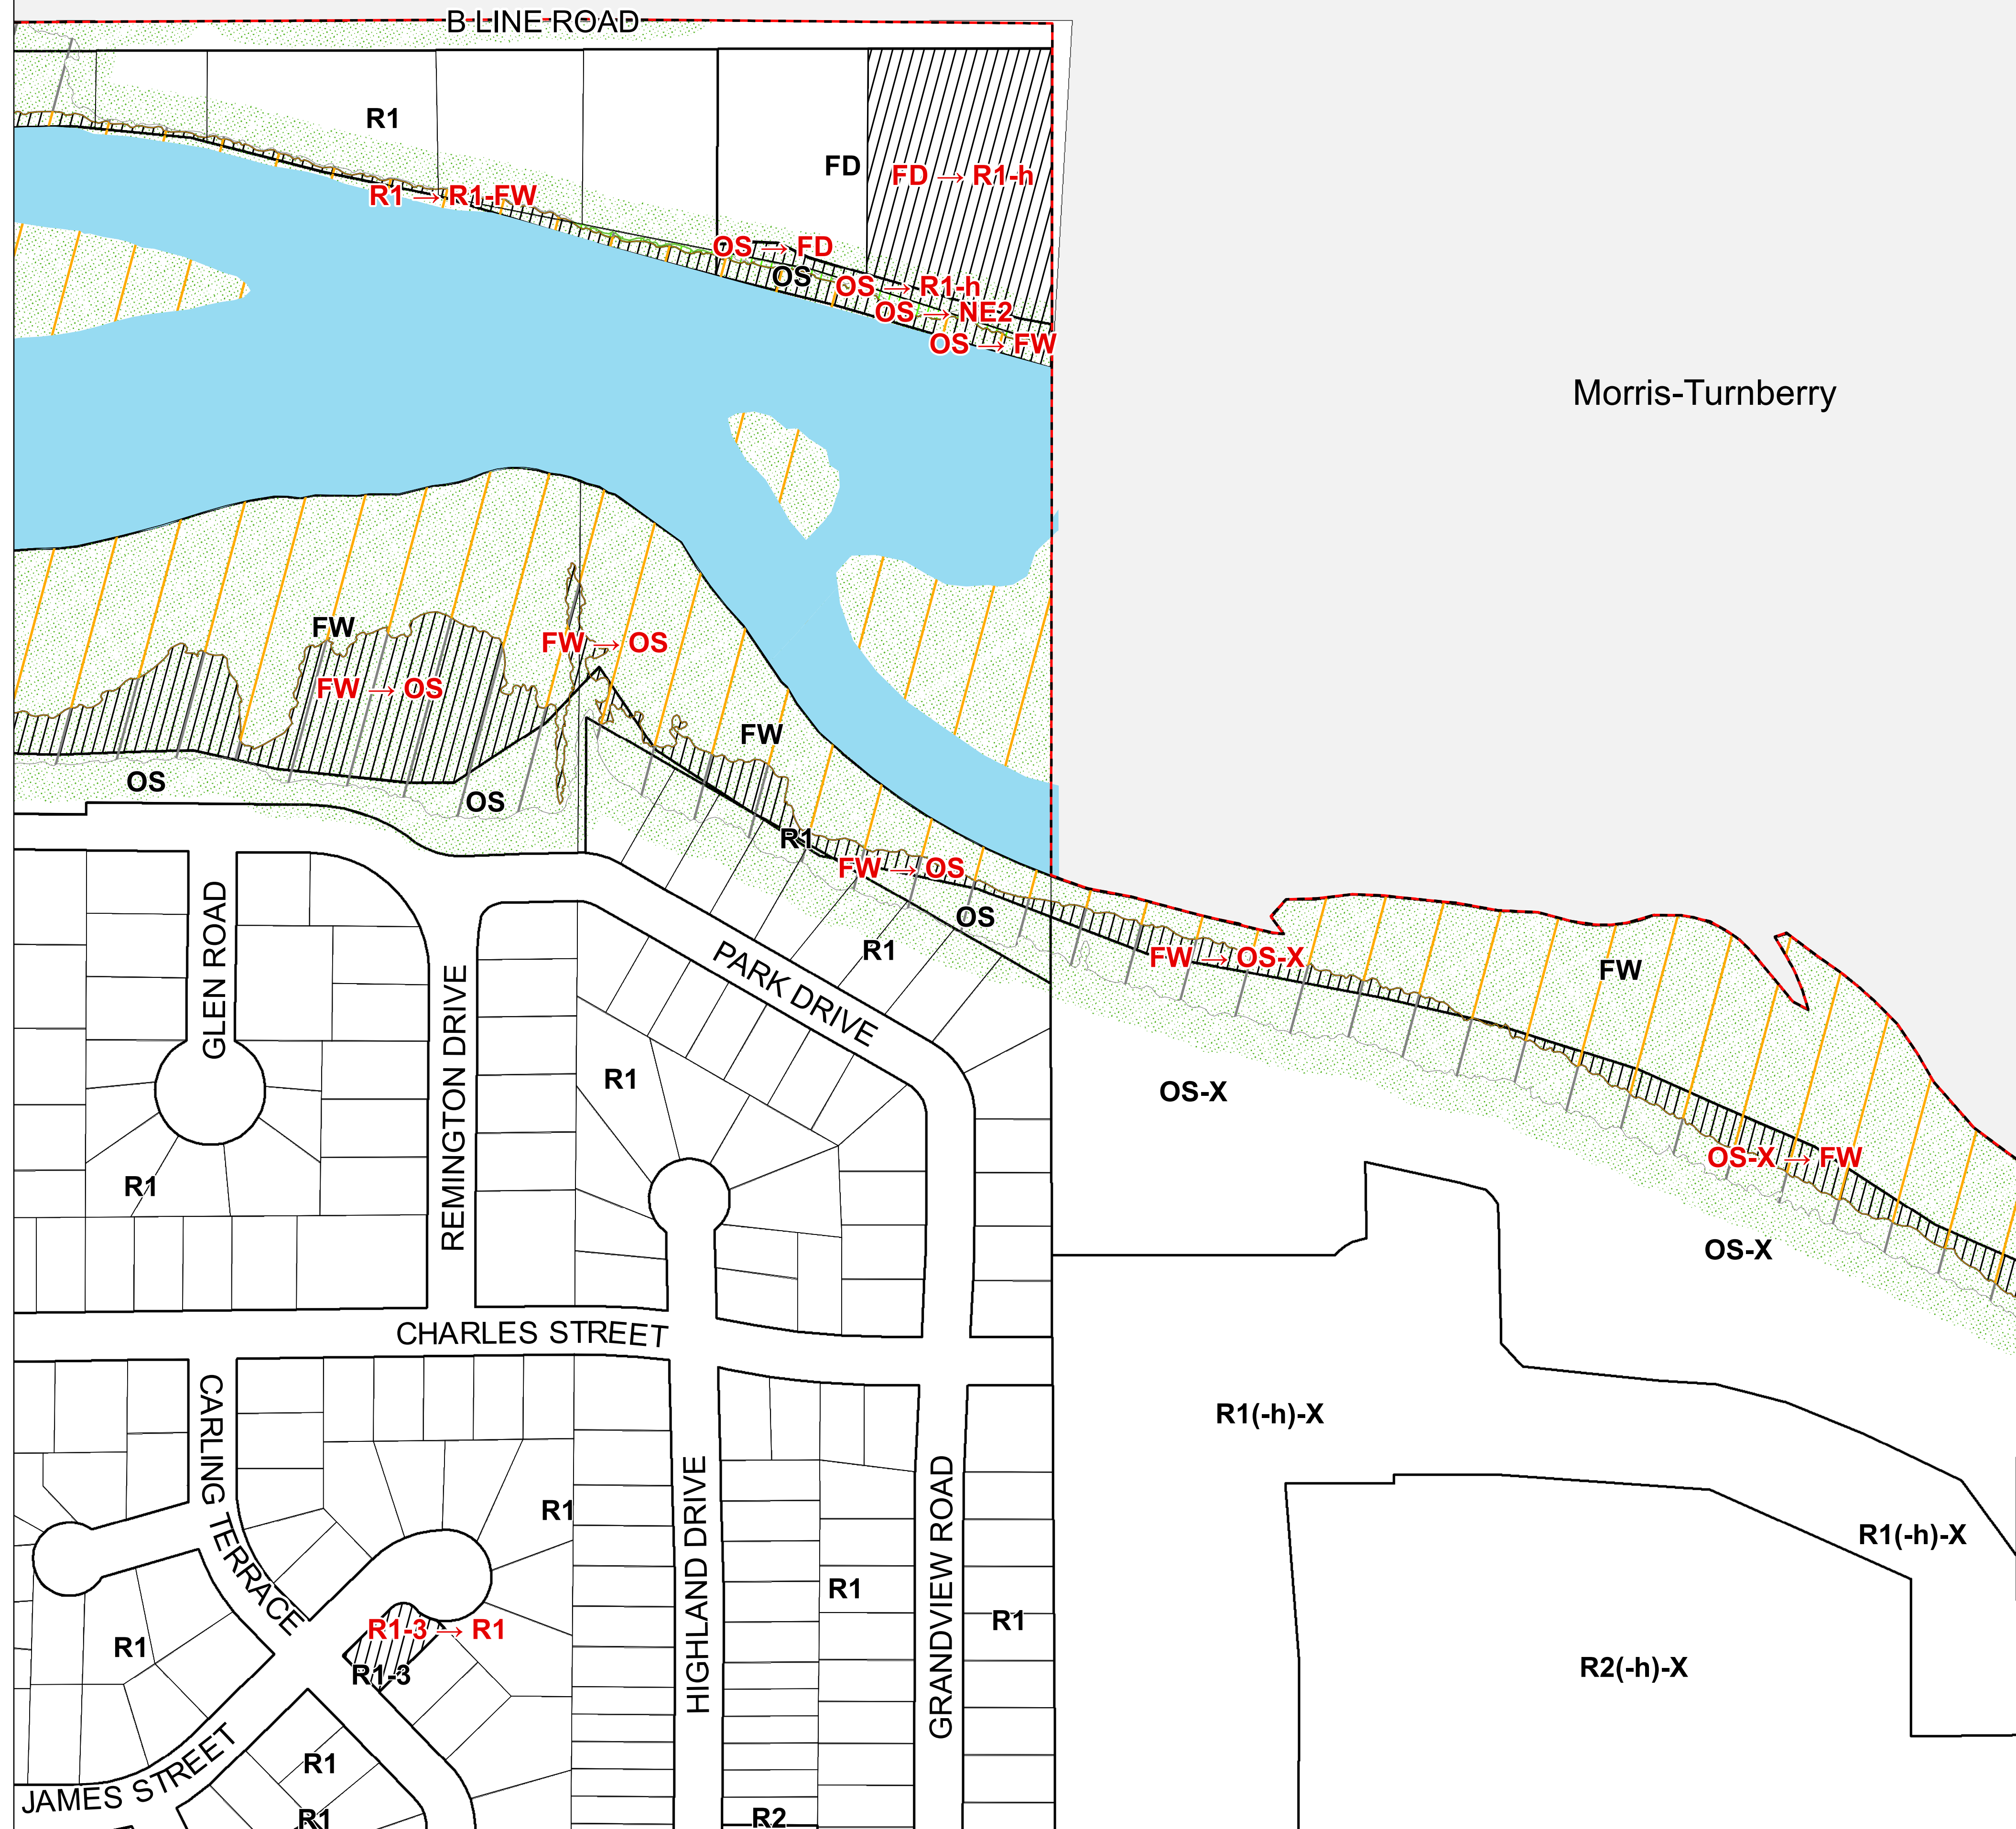 B LINE ROAD
R1
FD
FD → R1-h
R1 → R1-FW
OS → FD
OS
OS → R1-h
OS → NE2
OS → FW
Morris-Turnberry
FW
FW → OS
FW → OS
FW
OS
OS
R1
FW → OS
OS
R1
FW → OS-X
FW
GLEN ROAD
REMINGTON DRIVE
PARK DRIVE
R1
OS-X
OS-X → FW
R1
OS-X
CHARLES STREET
R1(-h)-X
CARLING TERRACE
HIGHLAND DRIVE
GRANDVIEW ROAD
R1
R1(-h)-X
R1
R1
R1-3 → R1
R1
R1-3
R2(-h)-X
R1
JAMES STREET
R1
R2